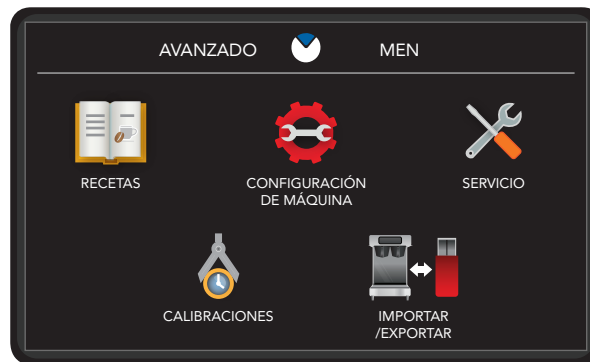 AVANZADO MEN
RECETAS
CONFIGURACIÓN
DE MÁQUINA
SERVICIO
CALIBRACIONES
IMPORTAR
/EXPORTAR